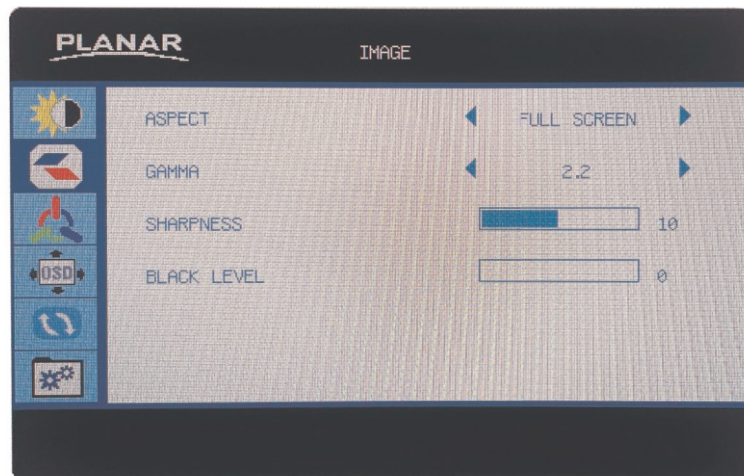 PLANAR
IMAGE
ASPECT FULL SCREEN
GAMMA 2.2
SHARPNESS 10
BLACK LEVEL 0
OSD